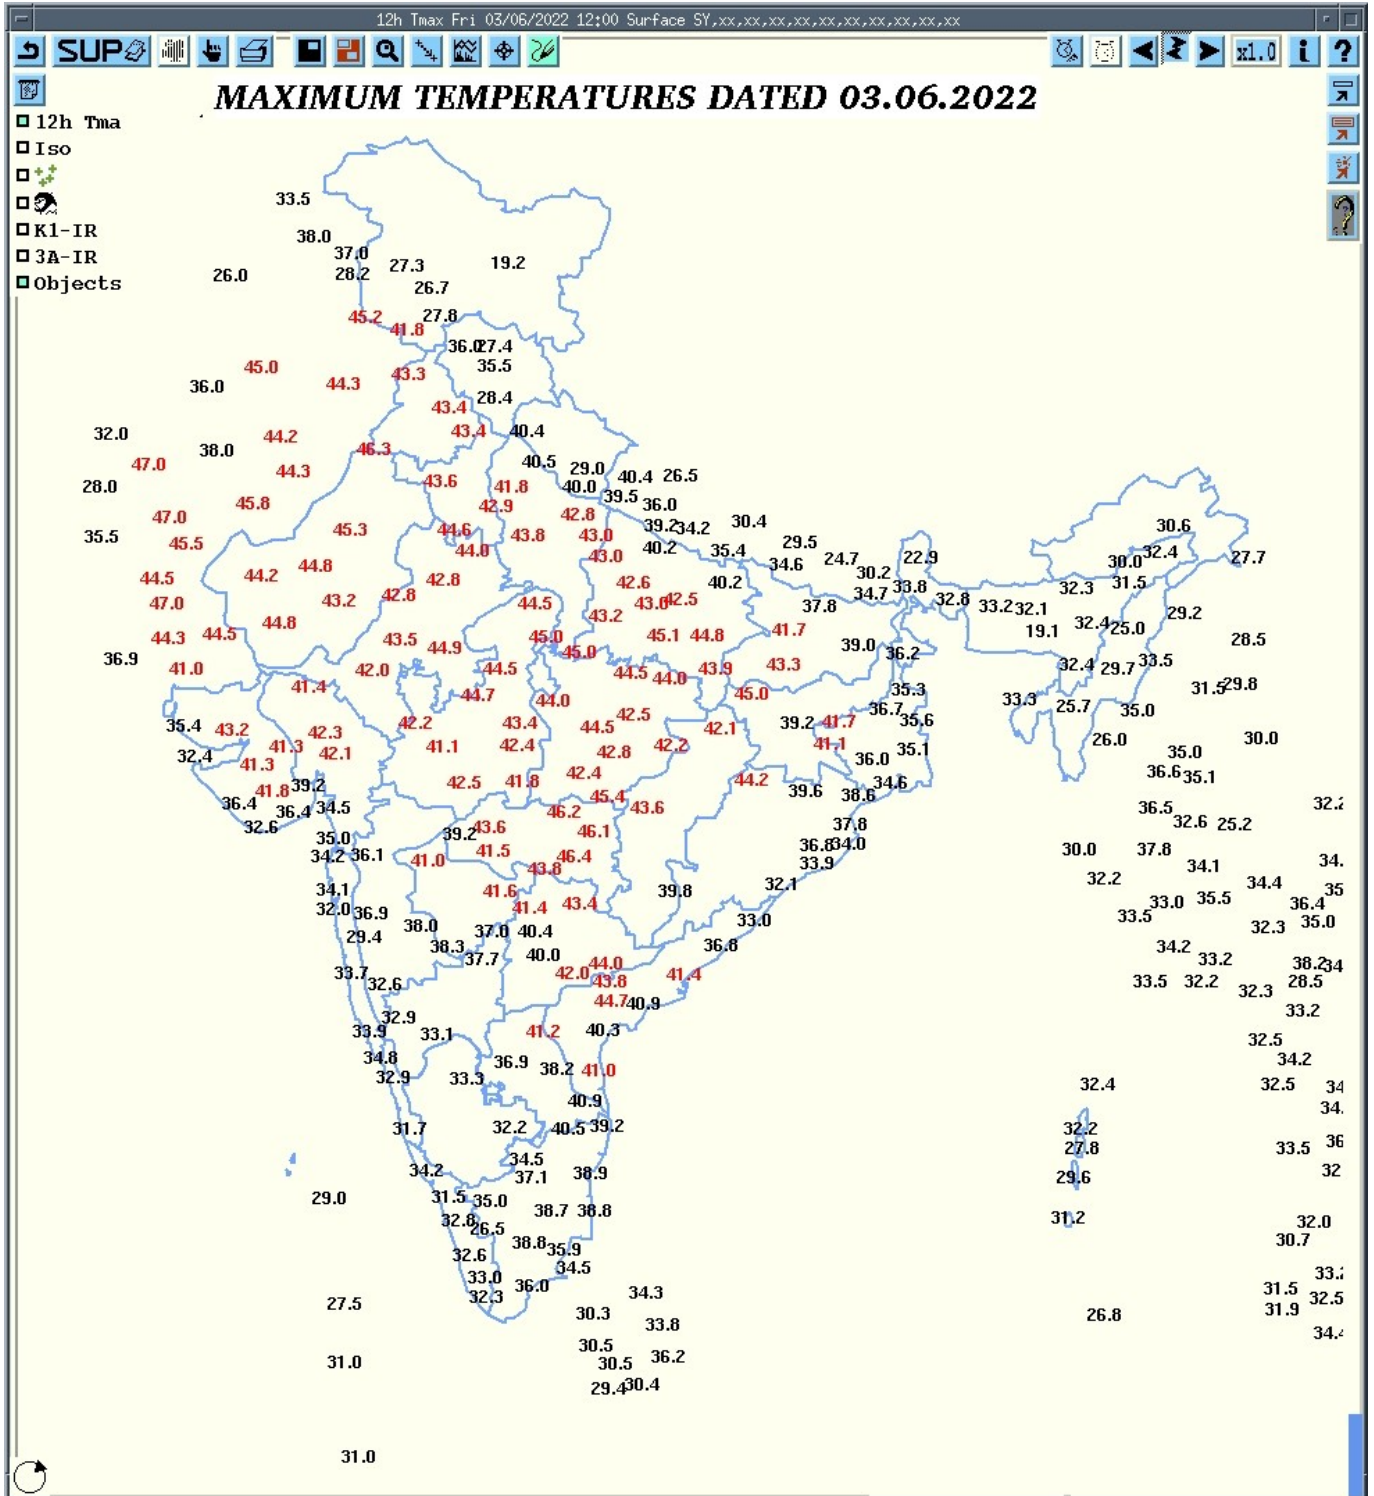 12h Tmax Fri 03/06/2022 12:00 Surface SY,xx,xx,xx,xx,xx,xx,xx,xx,xx,xx
SUP x1.0 i ?
MAXIMUM TEMPERATURES DATED 03.06.2022
12h Tma
Iso
K1-IR
3A-IR
Objects
33.5
38.0
37.0
26.0 28.2 27.3 19.2
26.7
45.2 41.8 27.8
36.0 27.4
45.0 35.5
36.0 44.3 43.3
28.4
43.4
32.0 44.2 43.4 40.4
38.0 46.3
47.0 44.3 40.5 29.0 40.4 26.5
28.0 43.6 41.8 40.0 39.5
45.8 42.9 36.0
47.0 42.8 39.2 34.2 30.4 30.6
35.5 45.5 45.3 44.6 43.8 43.0 29.5
44.0 43.0 40.2 35.4 34.6 24.7 22.9 30.0 32.4 27.7
44.5 44.2 44.8 42.8 42.6 40.2 30.2 33.8 32.3 31.5
47.0 43.2 42.8 44.5 43.0 42.5 37.8 34.7 32.8 33.2 32.1
44.3 44.5 44.8 43.2 41.7 19.1 32.4 25.0 29.2
43.5 44.9 45.0 45.0 45.1 44.8 39.0 36.2 28.5
36.9 41.0 42.0 44.5 44.5 44.0 43.9 43.3 32.4 29.7 33.5
41.4 44.7 44.0 45.0 35.3 33.3 25.7 31.5 29.8
35.4 43.2 42.3 42.2 43.4 44.5 42.5 42.1 39.2 41.7 36.7 35.6 35.0
32.4 41.3 42.1 41.1 42.4 42.8 42.2 41.1 36.0 35.1 26.0 35.0 30.0
41.3 42.4 36.6 35.1
41.8 39.2 42.5 41.8 45.4 44.2 39.6 38.6 34.6
36.4 36.4 34.5 46.2 43.6 36.5
32.6 39.2 43.6 46.1 37.8 32.6 25.2
35.0 41.5 36.8 34.0 30.0 37.8
34.2 36.1 41.0 43.8 46.4 33.9 34.1
34.1 41.6 39.8 32.1 32.2 34.4
32.0 36.9 41.4 43.4 33.0 33.0 35.5 36.4
29.4 38.0 37.0 40.4 33.5 32.3 35.0
38.3 37.7 40.0 36.8 34.2
33.7 32.6 42.0 44.0 43.8 41.4 33.5 33.2 32.2 38.2 28.5
44.7 40.9 32.3
32.9 33.2
33.9 33.1 41.2 40.3 32.5
34.8 36.9 38.2 34.2
32.9 33.3 41.0 32.4 32.5
40.9
31.7 32.2 40.5 39.2 32.2
27.8 33.5
34.2 34.5 37.1 38.9 29.6
29.0 31.5 35.0
32.8 26.5 38.7 38.8 31.2 32.0
38.8 35.9 30.7
32.6 34.5
33.0 36.0
32.3 34.3 31.5
27.5 30.3 33.8 26.8 31.9 32.5
30.5
31.0 30.5 36.2
29.4 30.4
31.0